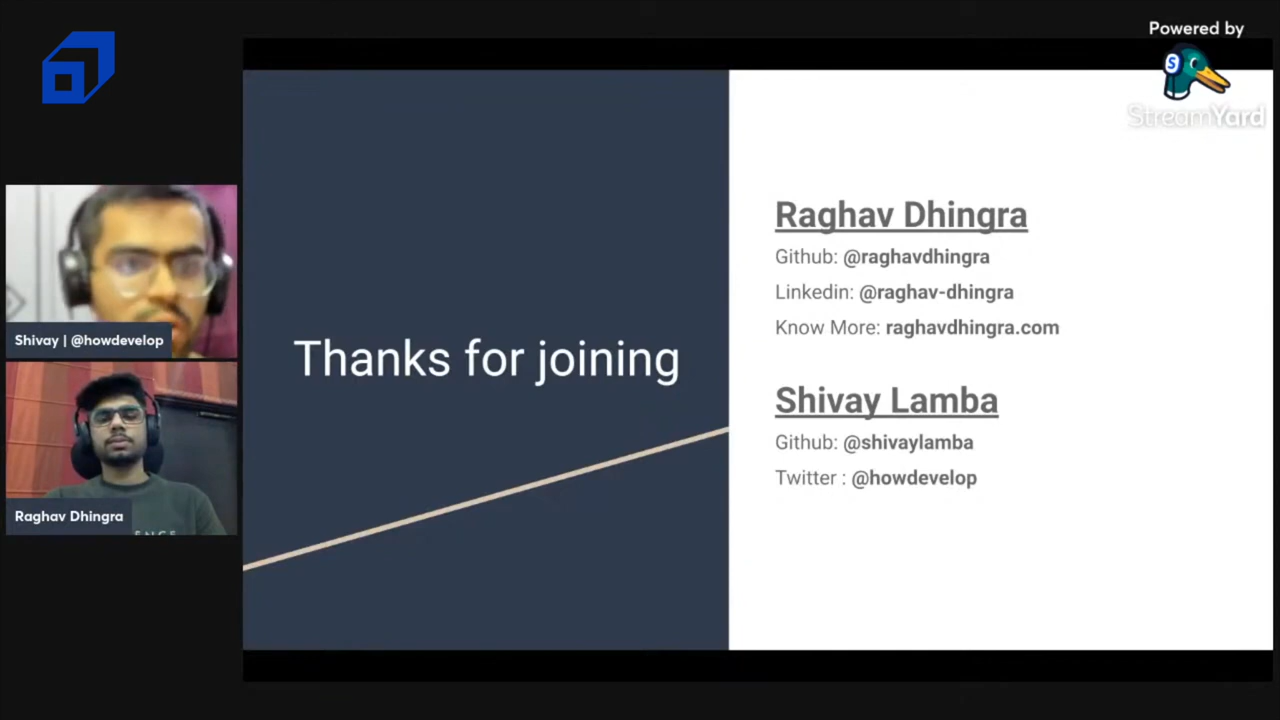 Powered by
S
StreamYard
Shivay | @howdevelop
Raghav Dhingra
Thanks for joining
Raghav Dhingra
Github: @raghavdhingra
Linkedin: @raghav-dhingra
Know More: raghavdhingra.com
Shivay Lamba
Github: @shivaylamba
Twitter : @howdevelop